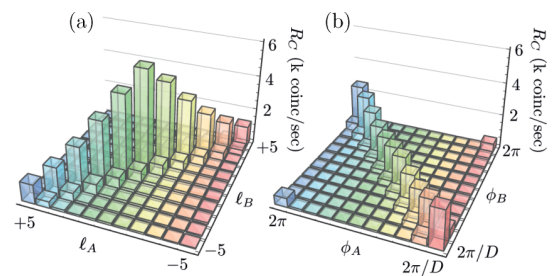 (a)
6
4
2
R_C (k coinc/sec)
+5
ℓ_B
-5
+5
ℓ_A
-5
(b)
6
4
2
R_C (k coinc/sec)
2π
ϕ_B
2π/D
2π
ϕ_A
2π/D